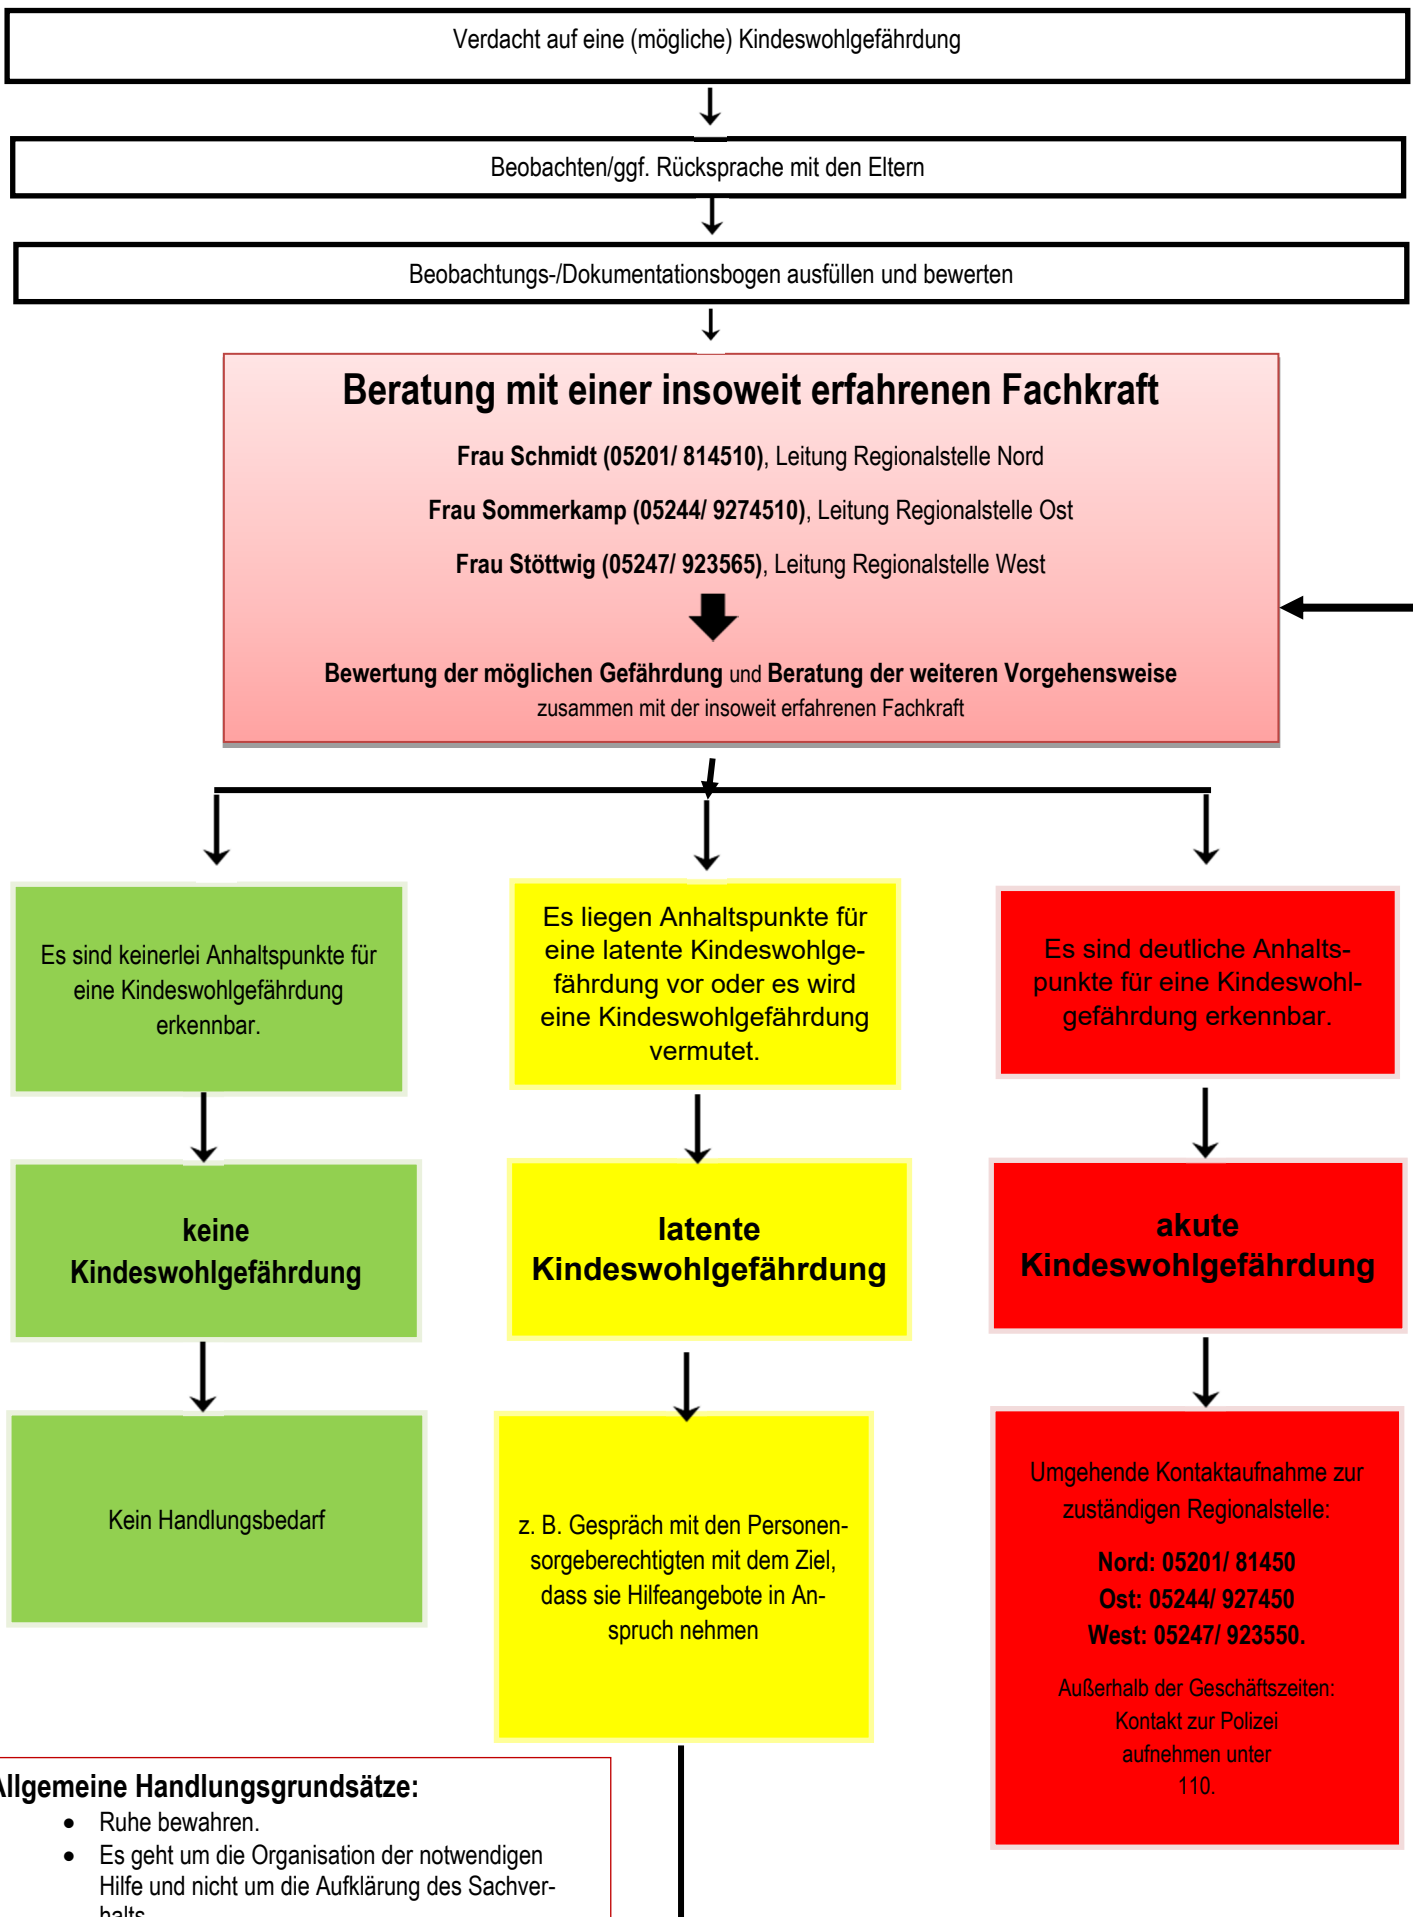 Verdacht auf eine (mögliche) Kindeswohlgefährdung
Beobachten/ggf. Rücksprache mit den Eltern
Beobachtungs-/Dokumentationsbogen ausfüllen und bewerten
Beratung mit einer insoweit erfahrenen Fachkraft
Frau Schmidt (05201/ 814510), Leitung Regionalstelle Nord
Frau Sommerkamp (05244/ 9274510), Leitung Regionalstelle Ost
Frau Stöttwig (05247/ 923565), Leitung Regionalstelle West
Bewertung der möglichen Gefährdung und Beratung der weiteren Vorgehensweise
zusammen mit der insoweit erfahrenen Fachkraft
Es sind keinerlei Anhaltspunkte für
eine Kindeswohlgefährdung
erkennbar.
Es liegen Anhaltspunkte für
eine latente Kindeswohlge-
fährdung vor oder es wird
eine Kindeswohlgefährdung
vermutet.
Es sind deutliche Anhalts-
punkte für eine Kindeswohl-
gefährdung erkennbar.
keine
Kindeswohlgefährdung
latente
Kindeswohlgefährdung
akute
Kindeswohlgefährdung
Kein Handlungsbedarf
z. B. Gespräch mit den Personen-
sorgeberechtigten mit dem Ziel,
dass sie Hilfeangebote in An-
spruch nehmen
Umgehende Kontaktaufnahme zur
zuständigen Regionalstelle:
Nord: 05201/ 81450
Ost: 05244/ 927450
West: 05247/ 923550.
Außerhalb der Geschäftszeiten:
Kontakt zur Polizei
aufnehmen unter
110.
Allgemeine Handlungsgrundsätze:
• Ruhe bewahren.
• Es geht um die Organisation der notwendigen
Hilfe und nicht um die Aufklärung des Sachver-
halts